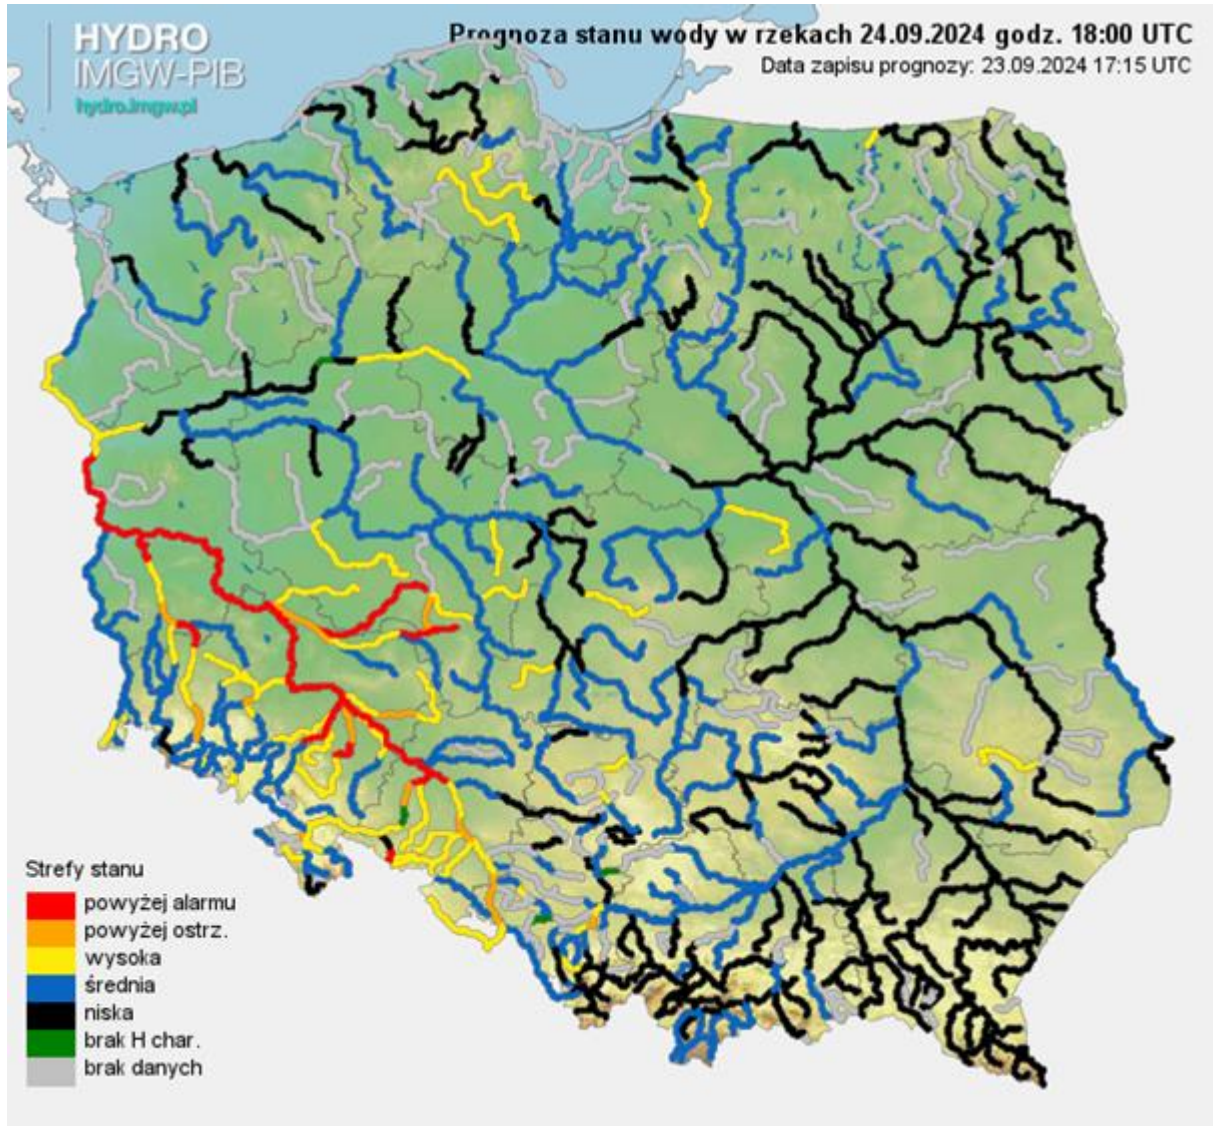 HYDRO
IMGW-PIB
hydro.imgw.pl
Prognoza stanu wody w rzekach 24.09.2024 godz. 18:00 UTC
Data zapisu prognozy: 23.09.2024 17:15 UTC
Strefy stanu
powyżej alarmu
powyżej ostrz.
wysoka
średnia
niska
brak H char.
brak danych